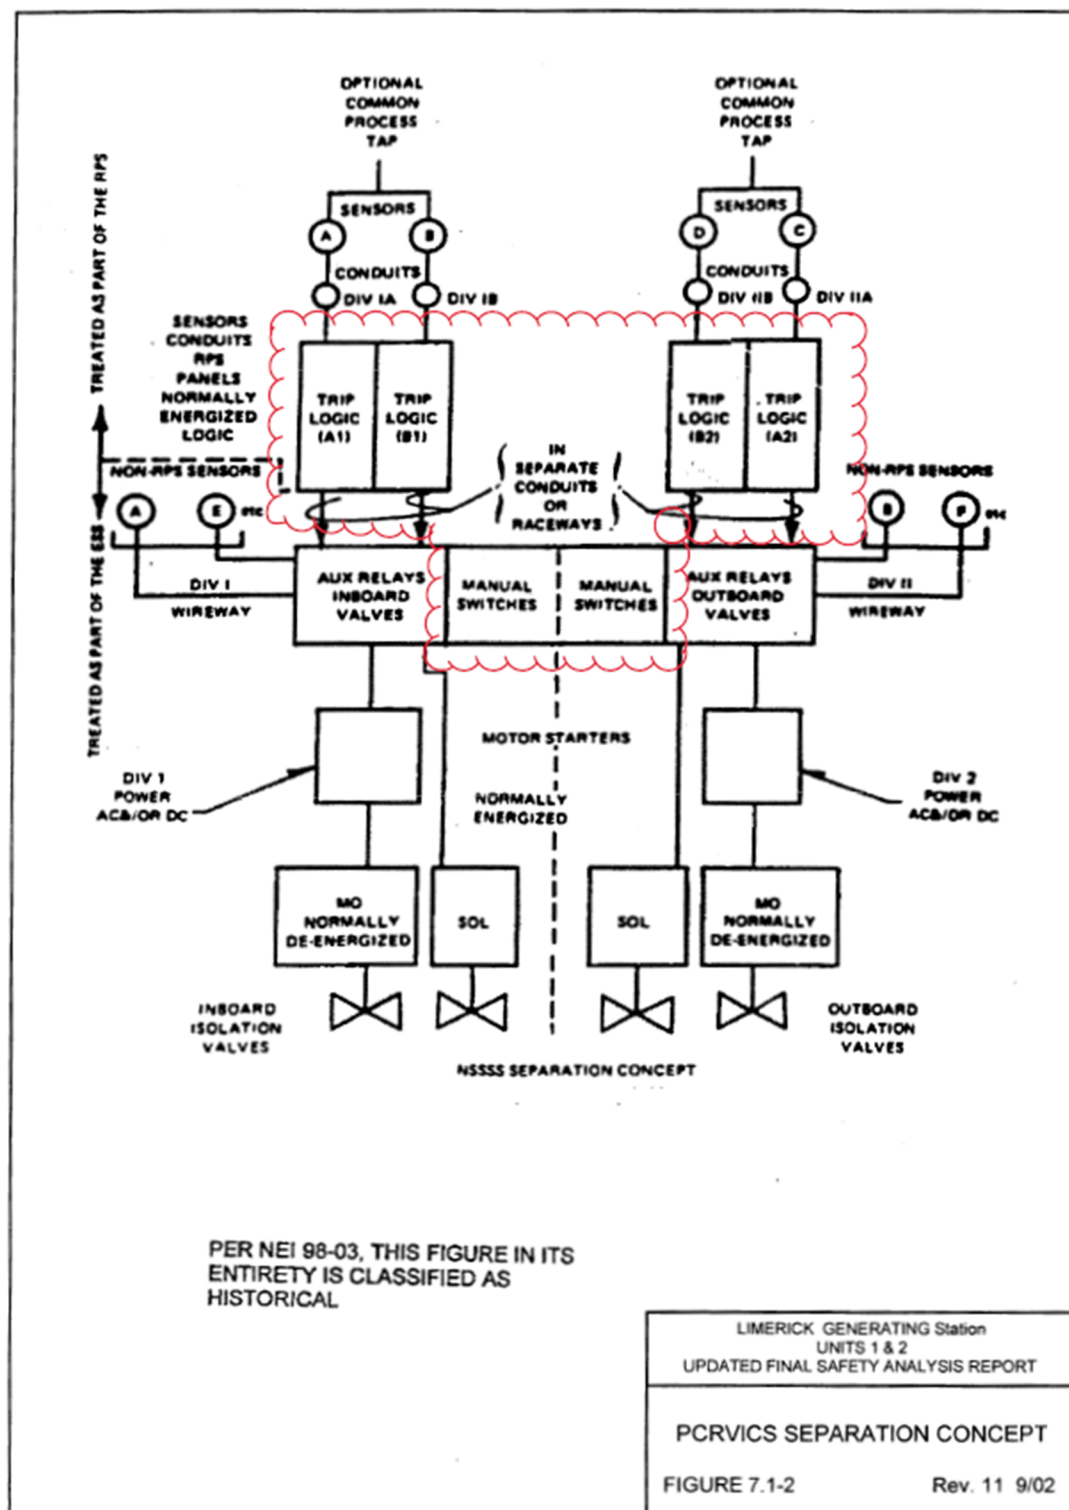 OPTIONAL
COMMON
PROCESS
TAP
OPTIONAL
COMMON
PROCESS
TAP
TREATED AS PART OF THE RPS
SENSORS
A
B
SENSORS
D
C
CONDUITS
DIV IA
DIV IB
CONDUITS
DIV IIB
DIV IIA
SENSORS
CONDUITS
RPS
PANELS
NORMALLY
ENERGIZED
LOGIC
TRIP
LOGIC
(A1)
TRIP
LOGIC
(B1)
TRIP
LOGIC
(B2)
TRIP
LOGIC
(A2)
IN
SEPARATE
CONDUITS
OR
RACEWAYS
NON-RPS SENSORS
A
E
etc
NON-RPS SENSORS
B
F
etc
TREATED AS PART OF THE ESS
DIV I
WIREWAY
AUX RELAYS
INBOARD
VALVES
MANUAL
SWITCHES
MANUAL
SWITCHES
AUX RELAYS
OUTBOARD
VALVES
DIV II
WIREWAY
MOTOR STARTERS
DIV 1
POWER
AC&/OR DC
NORMALLY
ENERGIZED
DIV 2
POWER
AC&/OR DC
MO
NORMALLY
DE-ENERGIZED
SOL
SOL
MO
NORMALLY
DE-ENERGIZED
INBOARD
ISOLATION
VALVES
OUTBOARD
ISOLATION
VALVES
NSSSS SEPARATION CONCEPT
PER NEI 98-03, THIS FIGURE IN ITS
ENTIRETY IS CLASSIFIED AS
HISTORICAL
LIMERICK GENERATING Station
UNITS 1 & 2
UPDATED FINAL SAFETY ANALYSIS REPORT
PCRVICS SEPARATION CONCEPT
FIGURE 7.1-2 Rev. 11 9/02